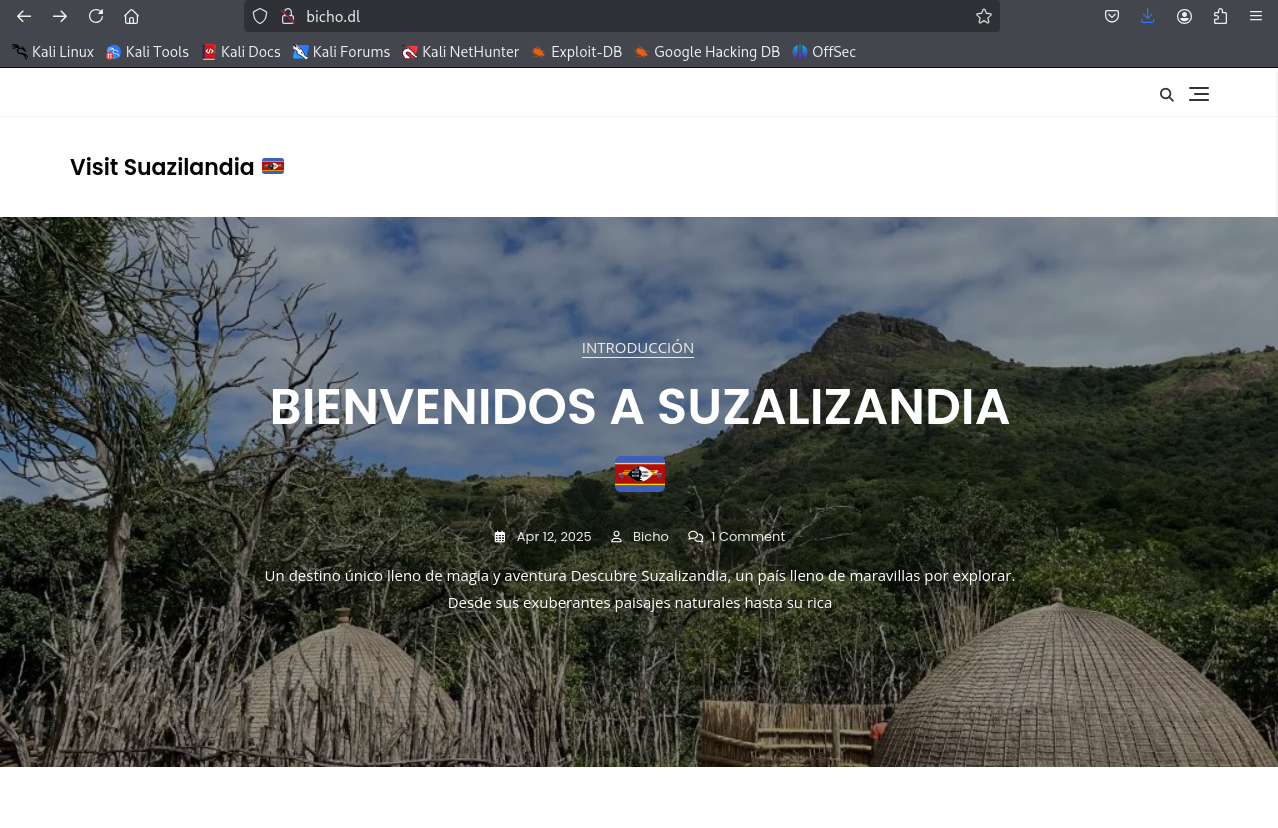 bicho.dl
Kali Linux Kali Tools Kali Docs Kali Forums Kali NetHunter Exploit-DB Google Hacking DB OffSec
Visit Suazilandia
INTRODUCCIÓN
BIENVENIDOS A SUZALIZANDIA
Apr 12, 2025 Bicho 1 Comment
Un destino único lleno de magia y aventura Descubre Suzalizandia, un país lleno de maravillas por explorar.
Desde sus exuberantes paisajes naturales hasta su rica